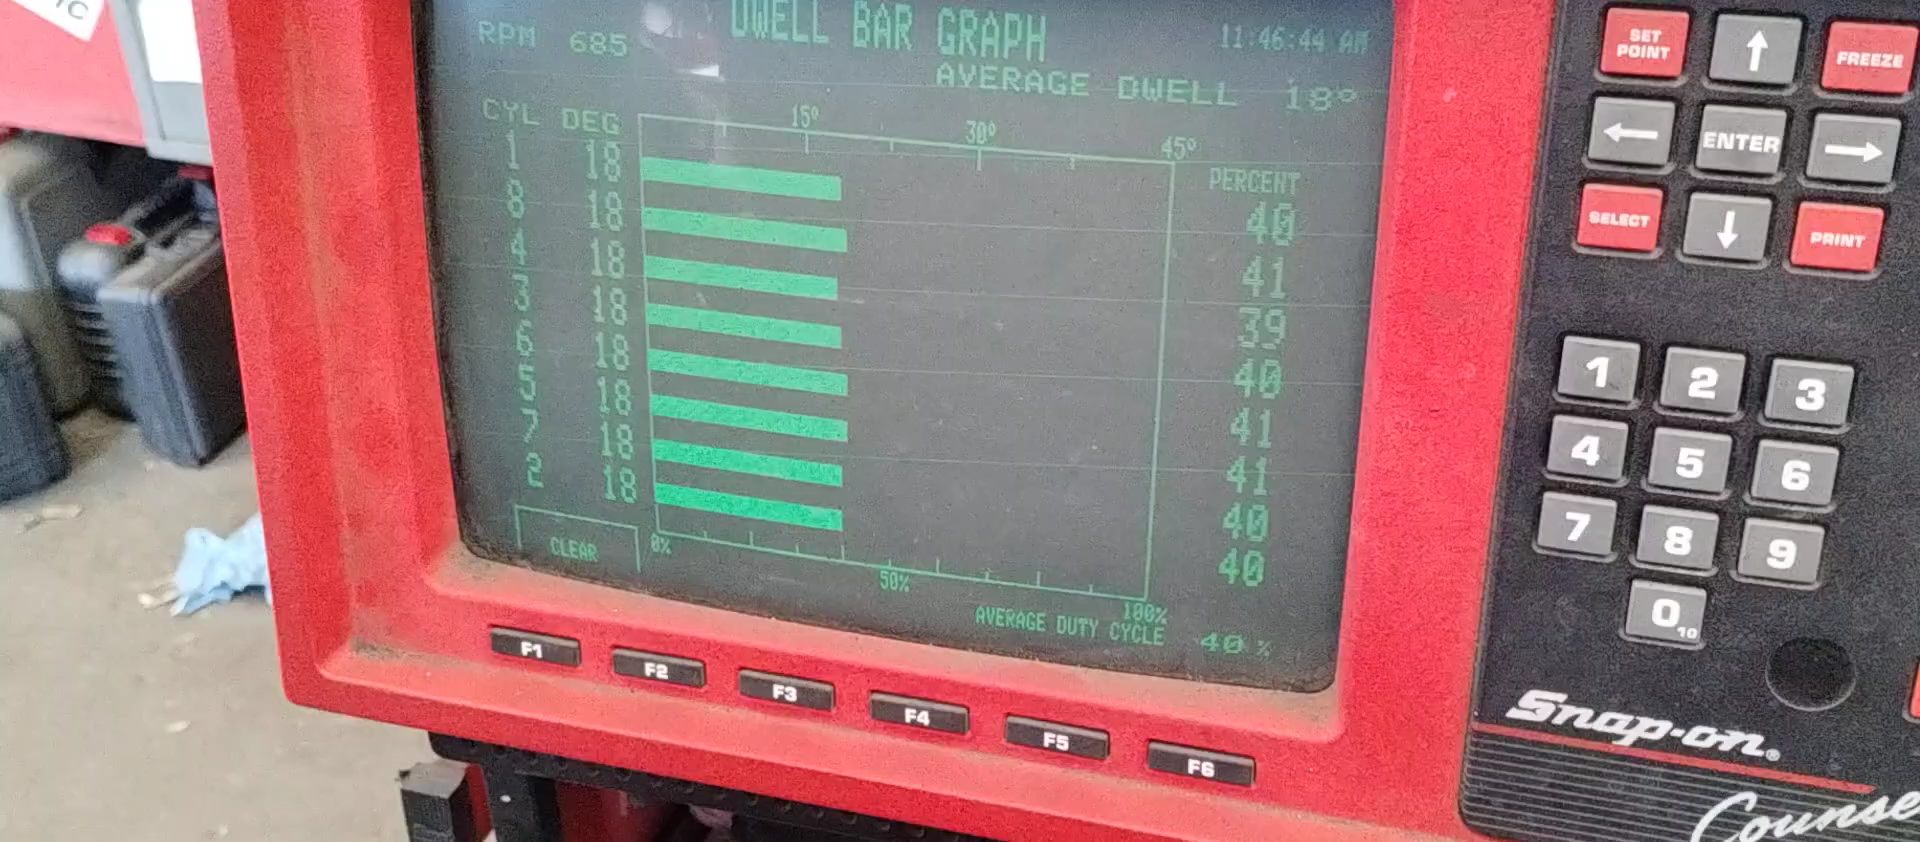 DWELL BAR GRAPH
RPM 685
11:46:44 AM
AVERAGE DWELL 18°
CYL DEG 15° 30° 45° PERCENT
1 18 40
8 18 41
4 18 39
3 18 40
6 18 41
5 18 41
7 18 40
2 18 40
CLEAR
0% 50% 100%
AVERAGE DUTY CYCLE 40 %
F1 F2 F3 F4 F5 F6
SET POINT
↑
FREEZE
← ENTER →
SELECT
↓
PRINT
1 2 3
4 5 6
7 8 9
0 10
Snap-on®
Counse